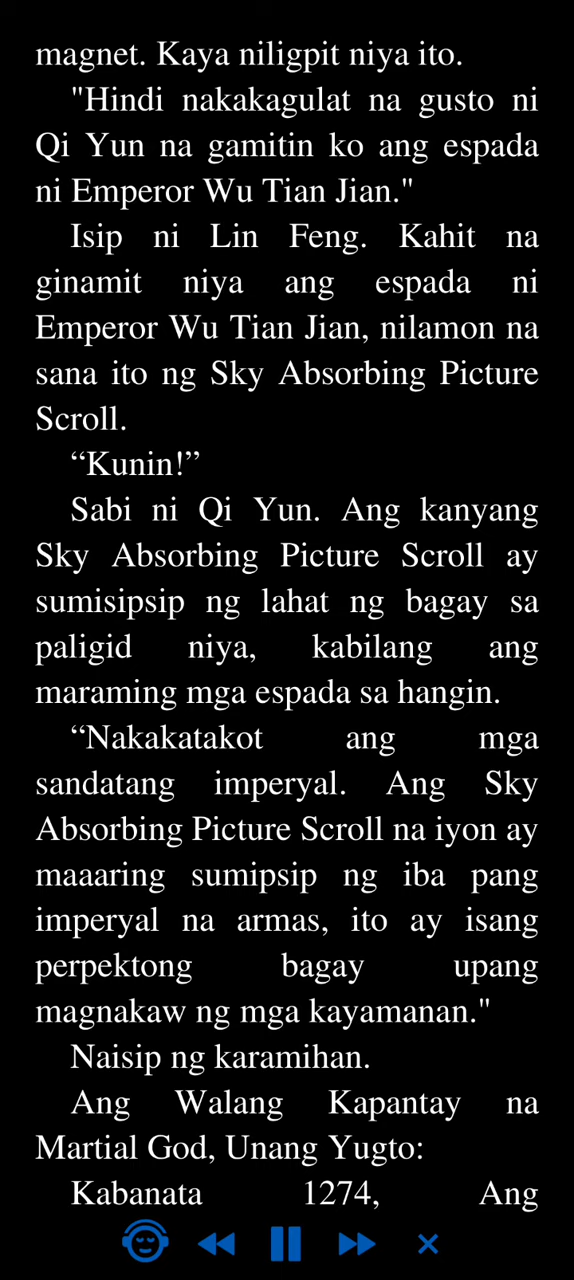 magnet. Kaya niligpit niya ito.
"Hindi nakakagulat na gusto ni
Qi Yun na gamitin ko ang espada
ni Emperor Wu Tian Jian."
Isip ni Lin Feng. Kahit na
ginamit niya ang espada ni
Emperor Wu Tian Jian, nilamon na
sana ito ng Sky Absorbing Picture
Scroll.
“Kunin!”
Sabi ni Qi Yun. Ang kanyang
Sky Absorbing Picture Scroll ay
sumisipsip ng lahat ng bagay sa
paligid niya, kabilang ang
maraming mga espada sa hangin.
“Nakakatakot ang mga
sandatang imperyal. Ang Sky
Absorbing Picture Scroll na iyon ay
maaaring sumipsip ng iba pang
imperyal na armas, ito ay isang
perpektong bagay upang
magnakaw ng mga kayamanan."
Naisip ng karamihan.
Ang Walang Kapantay na
Martial God, Unang Yugto:
Kabanata 1274, Ang